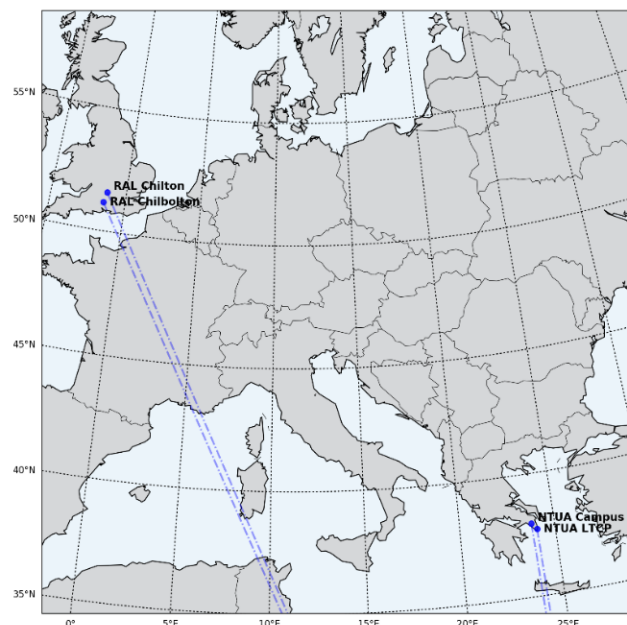 55°N
RAL Chilton
RAL Chilbolton
50°N
45°N
40°N
NTUA Campus
NTUA LTCP
35°N
0° 5°E 10°E 15°E 20°E 25°E